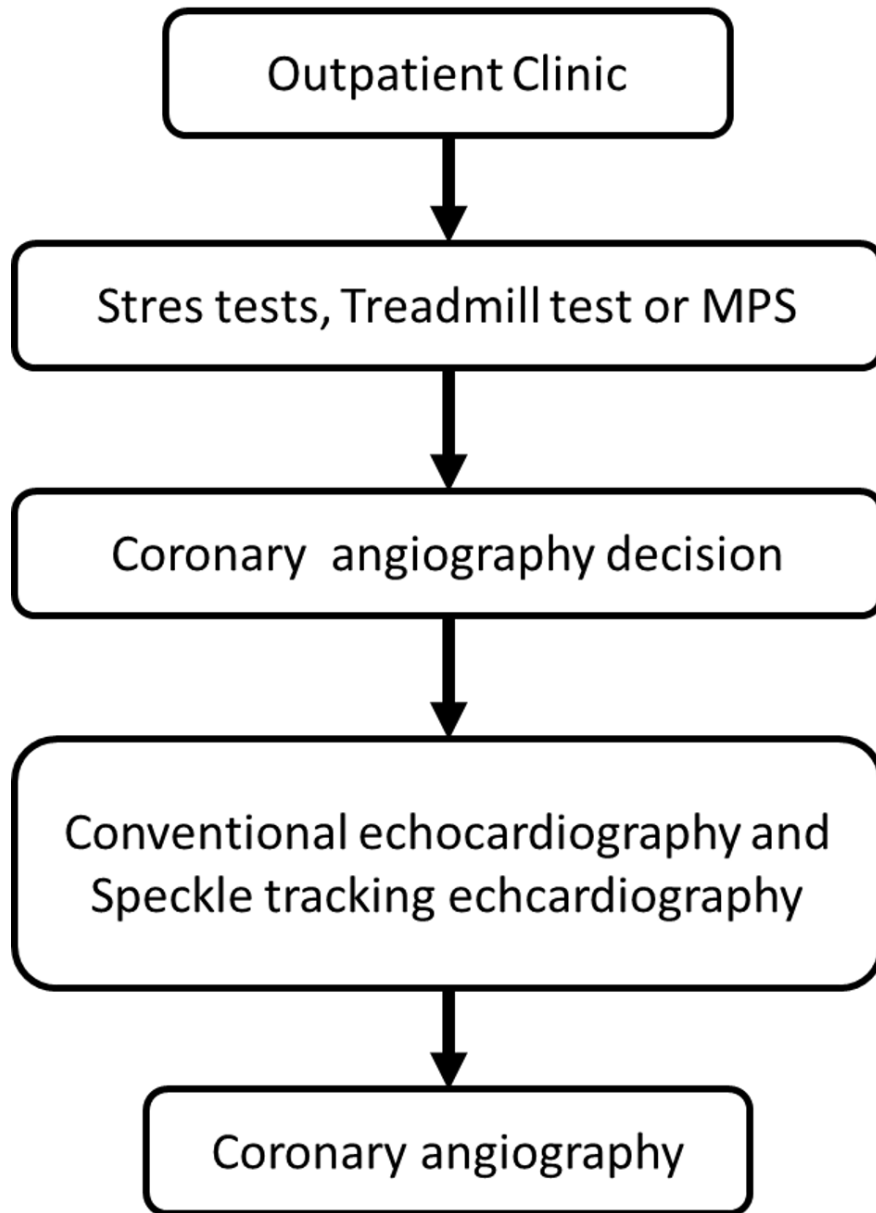 Outpatient Clinic
Stres tests, Treadmill test or MPS
Coronary  angiography decision
Conventional echocardiography and
Speckle tracking echcardiography
Coronary angiography